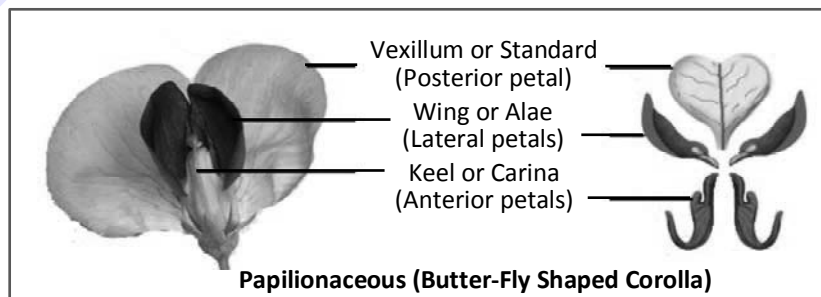 Vexillum or Standard
(Posterior petal)
Wing or Alae
(Lateral petals)
Keel or Carina
(Anterior petals)
Papilionaceous (Butter-Fly Shaped Corolla)